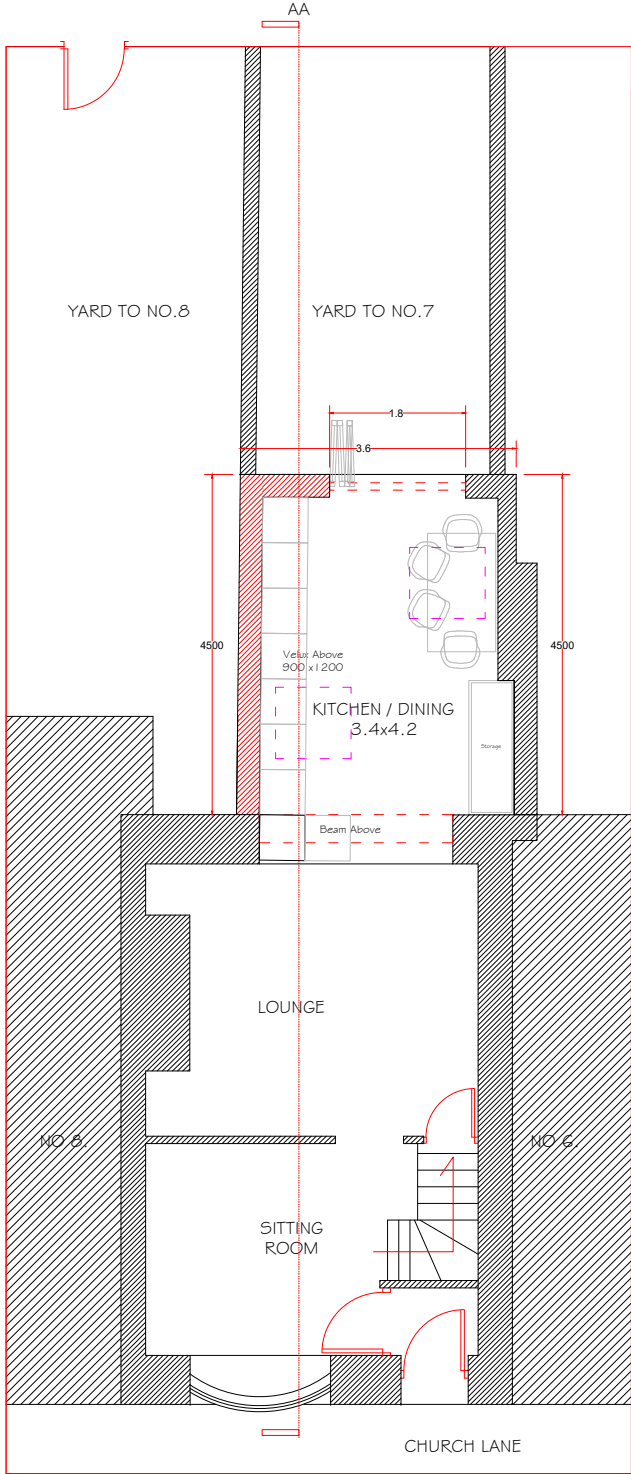 AA
YARD TO NO.8
YARD TO NO.7
1.8
3.6
4500
4500
Velux Above
900 x1200
KITCHEN / DINING
3.4x4.2
Storage
Beam Above
LOUNGE
NO 8.
NO 6.
SITTING
ROOM
CHURCH LANE